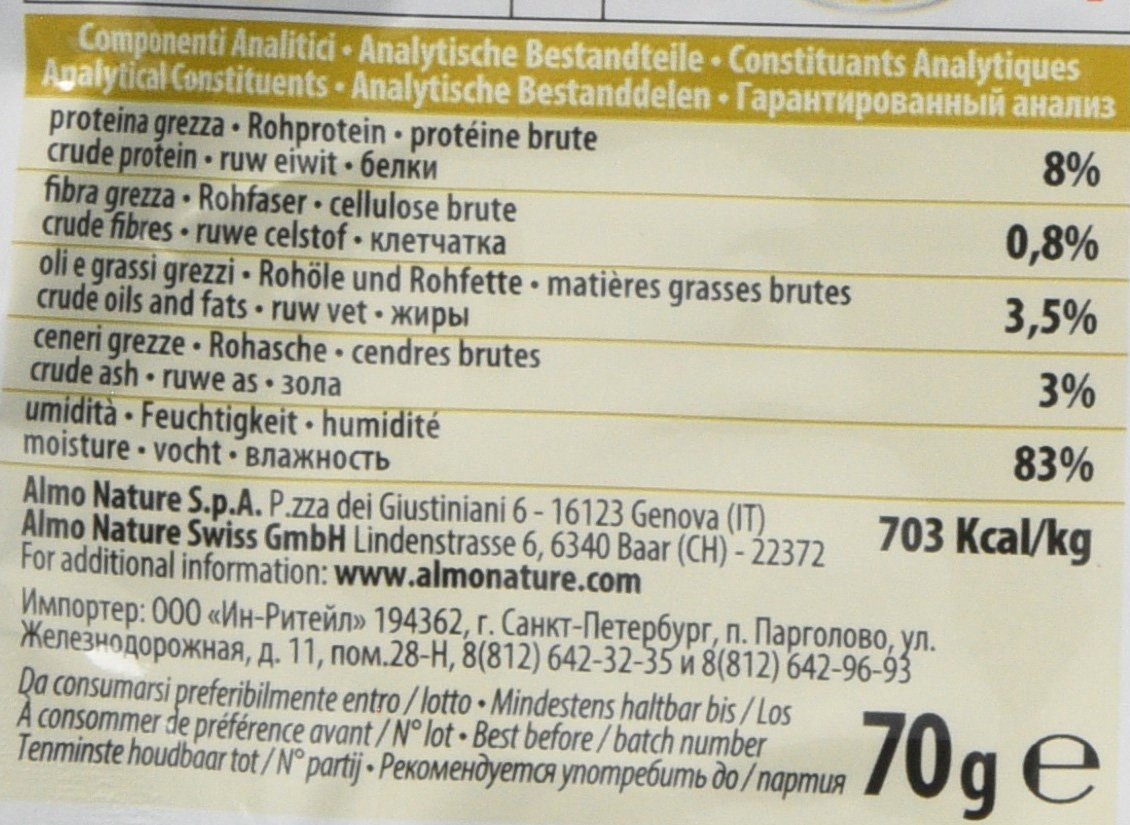 Componenti Analitici • Analytische Bestandteile • Constituants Analytiques
Analytical Constituents • Analytische Bestanddelen • Гарантированный анализ
proteina grezza • Rohprotein • protéine brute
crude protein • ruw eiwit • белки
8%
fibra grezza • Rohfaser • cellulose brute
crude fibres • ruwe celstof • клетчатка
0,8%
oli e grassi grezzi • Rohöle und Rohfette • matières grasses brutes
crude oils and fats • ruw vet • жиры
3,5%
ceneri grezze • Rohasche • cendres brutes
crude ash • ruwe as • зола
3%
umidità • Feuchtigkeit • humidité
moisture • vocht • влажность
83%
Almo Nature S.p.A. P.zza dei Giustiniani 6 - 16123 Genova (IT)
Almo Nature Swiss GmbH Lindenstrasse 6, 6340 Baar (CH) - 22372
For additional information: www.almonature.com
703 Kcal/kg
Импортер: ООО «Ин-Ритейл» 194362, г. Санкт-Петербург, п. Парголово, ул.
Железнодорожная, д. 11, пом.28-Н, 8(812) 642-32-35 и 8(812) 642-96-93
Da consumarsi preferibilmente entro / lotto • Mindestens haltbar bis / Los
À consommer de préférence avant / N° lot • Best before / batch number
Tenminste houdbaar tot / N° partij • Рекомендуется употребить до / партия
70g e